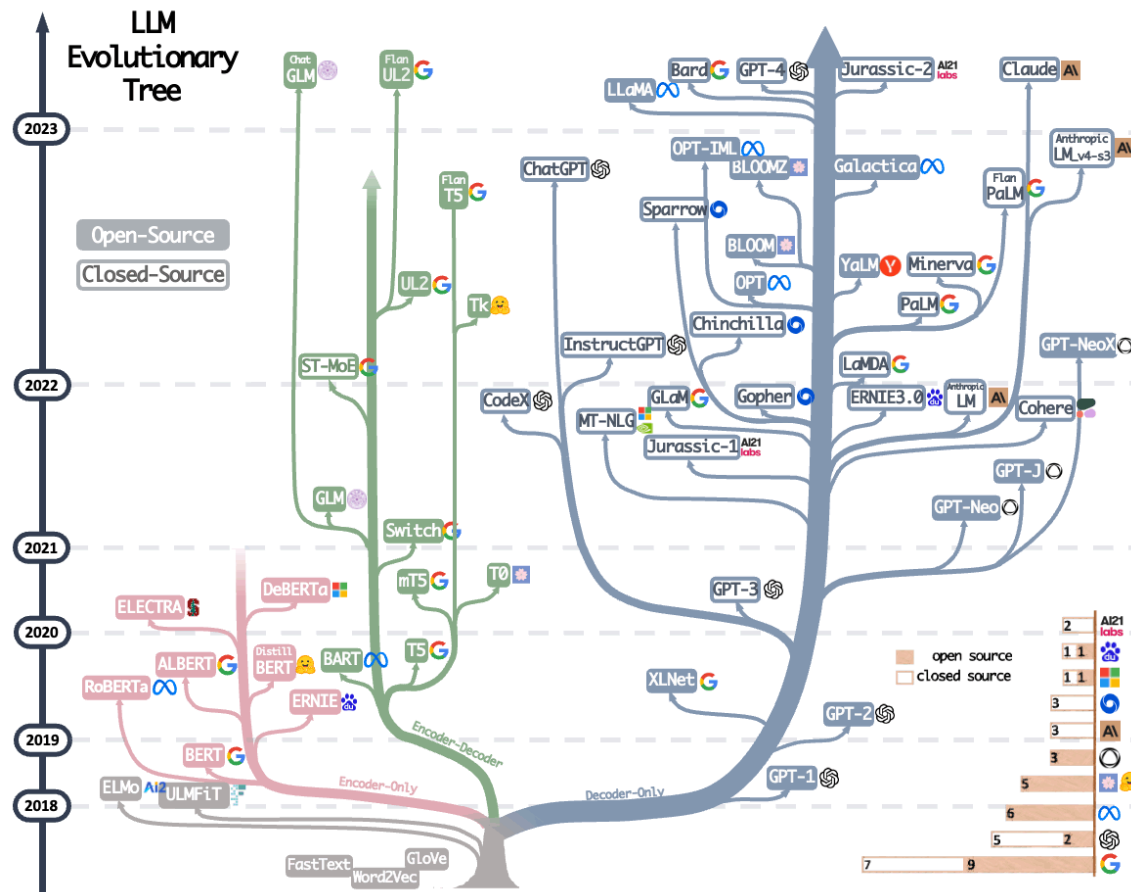 LLM
Evolutionary
Tree
2023
2022
2021
2020
2019
2018
Open-Source
Closed-Source
Chat
GLM
Flan
UL2
Flan
T5
UL2
Tk
ST-MoE
GLM
Switch
mT5
T0
T5
BART
DeBERTa
ELECTRA
Distill
BERT
ALBERT
RoBERTa
ERNIE
BERT
ELMo
Ai2
ULMFiT
Encoder-Only
Encoder-Decoder
Decoder-Only
FastText
Word2Vec
GloVe
Bard
GPT-4
Jurassic-2
AI21
labs
Claude
A\
LLaMA
Anthropic
LM_v4-s3
A\
OPT-IML
BLOOMZ
Galactica
ChatGPT
Flan
PaLM
Sparrow
BLOOM
YaLM
Y
Minerva
OPT
PaLM
Chinchilla
InstructGPT
GPT-NeoX
LaMDA
CodeX
GLaM
Gopher
ERNIE3.0
du
Anthropic
LM
A\
Cohere
MT-NLG
Jurassic-1
AI21
labs
GPT-J
GPT-Neo
GPT-3
XLNet
GPT-2
GPT-1
du
open source
closed source
2
AI21
labs
1 1
du
1 1
3
3
A\
3
5
6
5 2
7 9